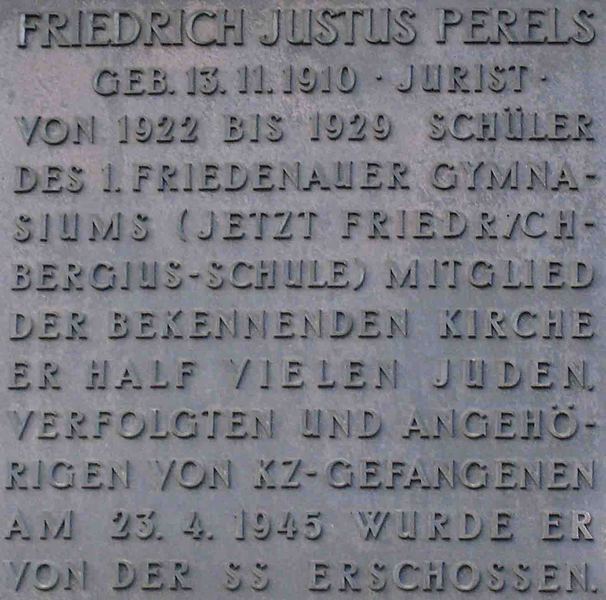 FRIEDRICH JUSTUS PERELS
GEB. 13. 11. 1910 · JURIST ·
VON 1922 BIS 1929 SCHÜLER
DES 1. FRIEDENAUER GYMNA-
SIUMS (JETZT FRIEDRICH-
BERGIUS-SCHULE) MITGLIED
DER BEKENNENDEN KIRCHE
ER HALF VIELEN JUDEN,
VERFOLGTEN UND ANGEHÖ-
RIGEN VON KZ-GEFANGENEN
AM 23. 4. 1945 WURDE ER
VON DER SS ERSCHOSSEN.